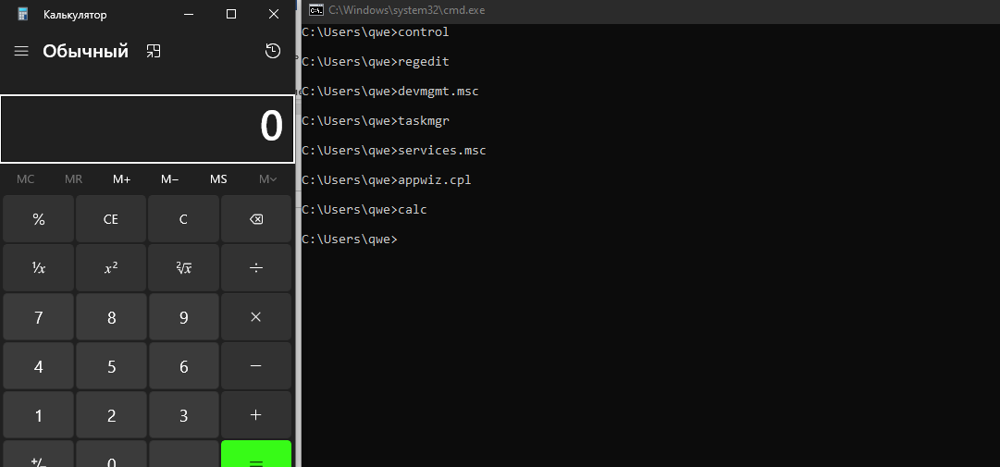 Калькулятор
Обычный
0
MC MR M+ M− MS M˅
% CE C
⅟x x² ²√x ÷
7 8 9 ×
4 5 6 −
1 2 3 +
+/− 0 =
C:\Windows\system32\cmd.exe
C:\Users\qwe>control
C:\Users\qwe>regedit
C:\Users\qwe>devmgmt.msc
C:\Users\qwe>taskmgr
C:\Users\qwe>services.msc
C:\Users\qwe>appwiz.cpl
C:\Users\qwe>calc
C:\Users\qwe>